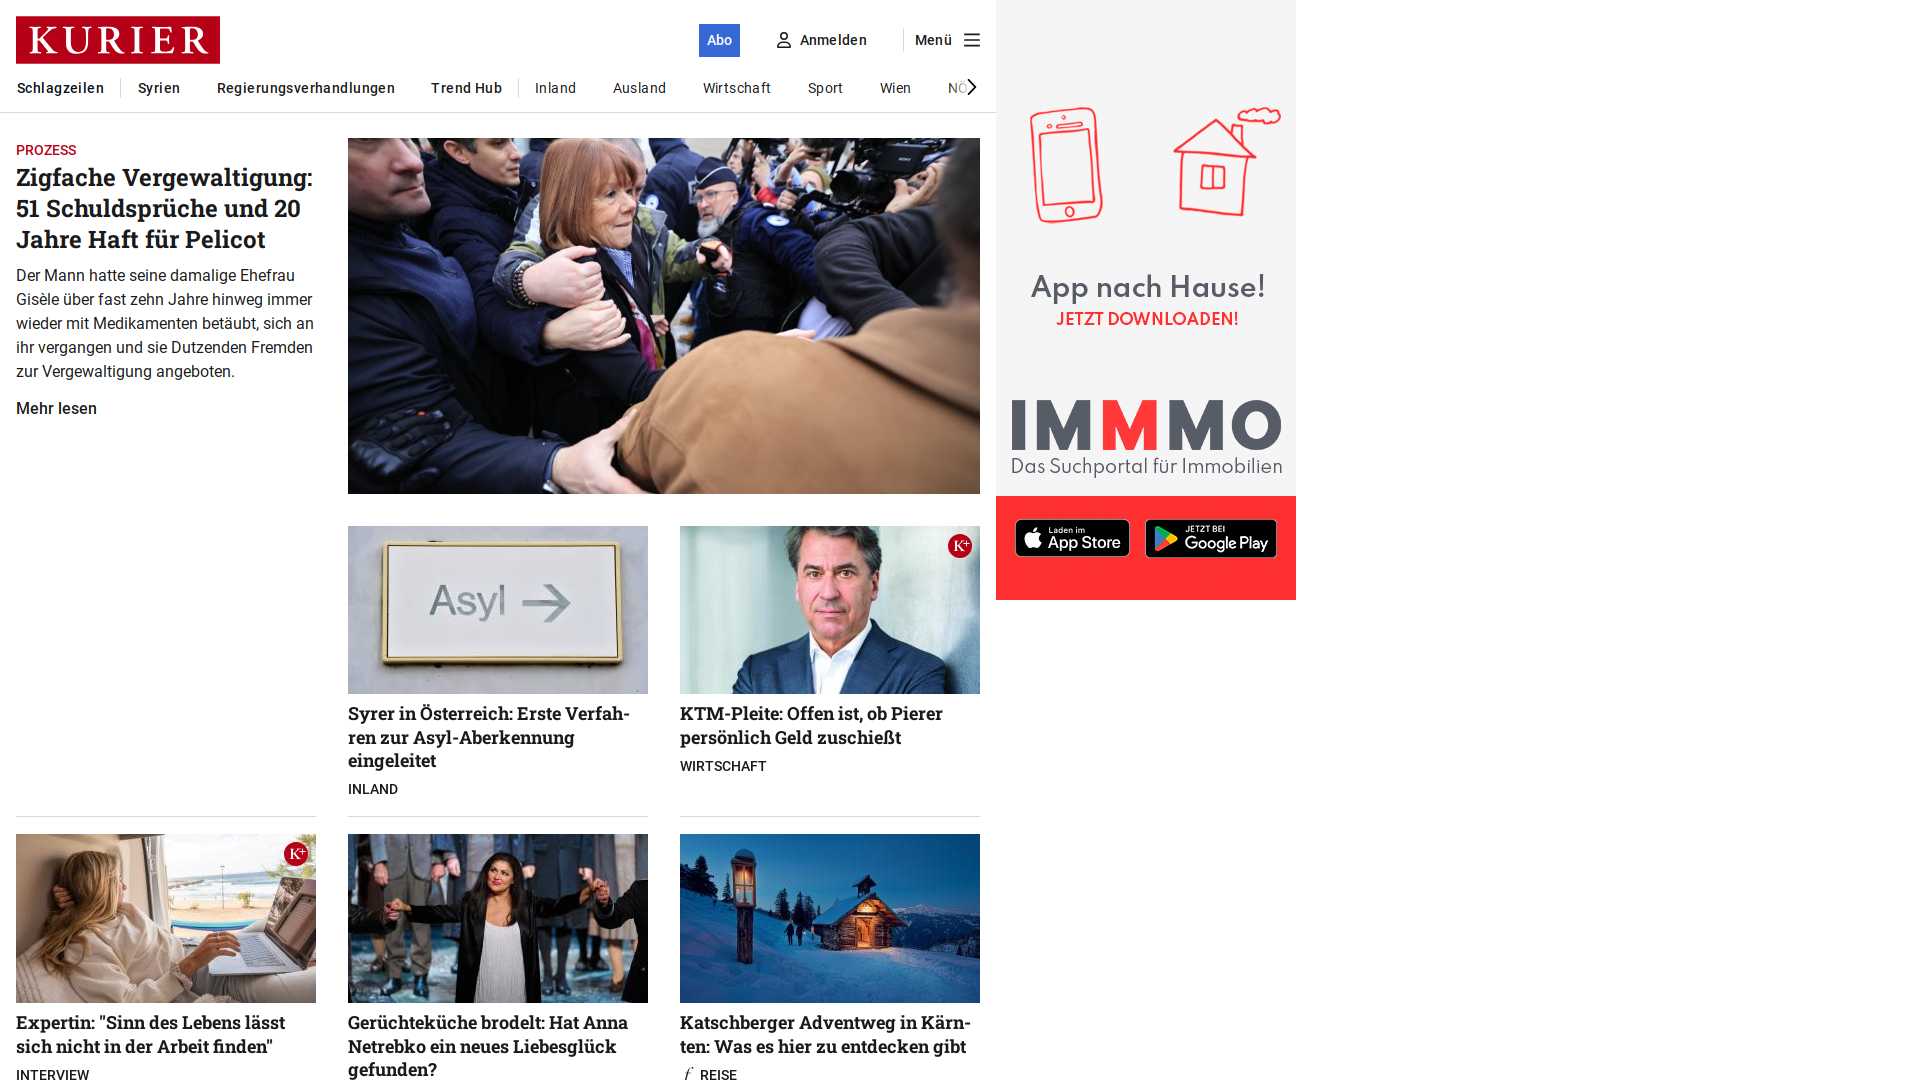 KURIER
Abo
Anmelden
Menü
Schlagzeilen
Syrien
Regierungsverhandlungen
Trend Hub
Inland
Ausland
Wirtschaft
Sport
Wien
NÖ
PROZESS
Zigfache Vergewaltigung:
51 Schuldsprüche und 20
Jahre Haft für Pelicot
Der Mann hatte seine damalige Ehefrau
Gisèle über fast zehn Jahre hinweg immer
wieder mit Medikamenten betäubt, sich an
ihr vergangen und sie Dutzenden Fremden
zur Vergewaltigung angeboten.
Mehr lesen
SONY
Asyl →
Syrer in Österreich: Erste Verfah-
ren zur Asyl-Aberkennung
eingeleitet
INLAND
K+
KTM-Pleite: Offen ist, ob Pierer
persönlich Geld zuschießt
WIRTSCHAFT
K+
Expertin: "Sinn des Lebens lässt
sich nicht in der Arbeit finden"
INTERVIEW
Gerüchteküche brodelt: Hat Anna
Netrebko ein neues Liebesglück
gefunden?
Katschberger Adventweg in Kärn-
ten: Was es hier zu entdecken gibt
f REISE
App nach Hause!
JETZT DOWNLOADEN!
IMMMO
Das Suchportal für Immobilien
Laden im
App Store
JETZT BEI
Google Play